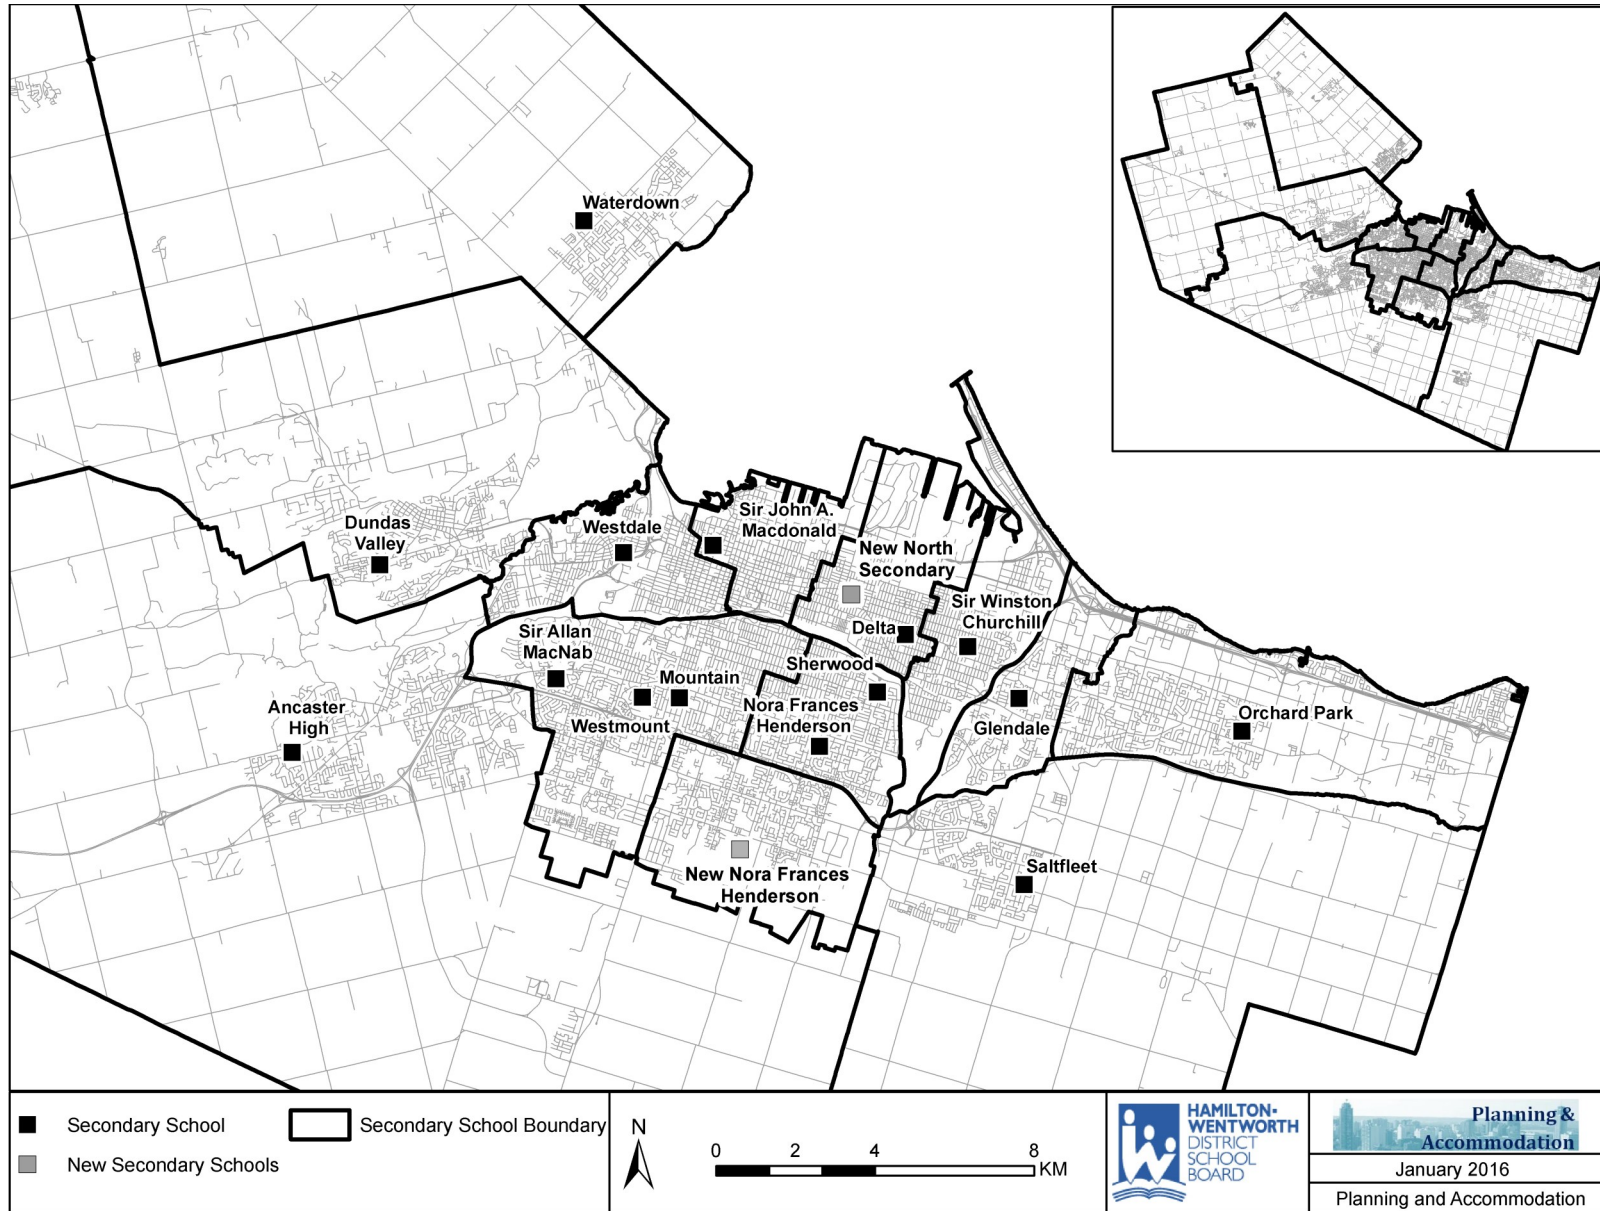 Waterdown
Dundas
Valley
Westdale
Sir John A.
Macdonald
New North
Secondary
Sir Winston
Churchill
Delta
Sir Allan
MacNab
Mountain
Sherwood
Westmount
Nora Frances
Henderson
Ancaster
High
Glendale
Orchard Park
New Nora Frances
Henderson
Saltfleet
Secondary School
Secondary School Boundary
New Secondary Schools
N
0 2 4 8
KM
HAMILTON-
WENTWORTH
DISTRICT
SCHOOL
BOARD
Planning &
Accommodation
January 2016
Planning and Accommodation